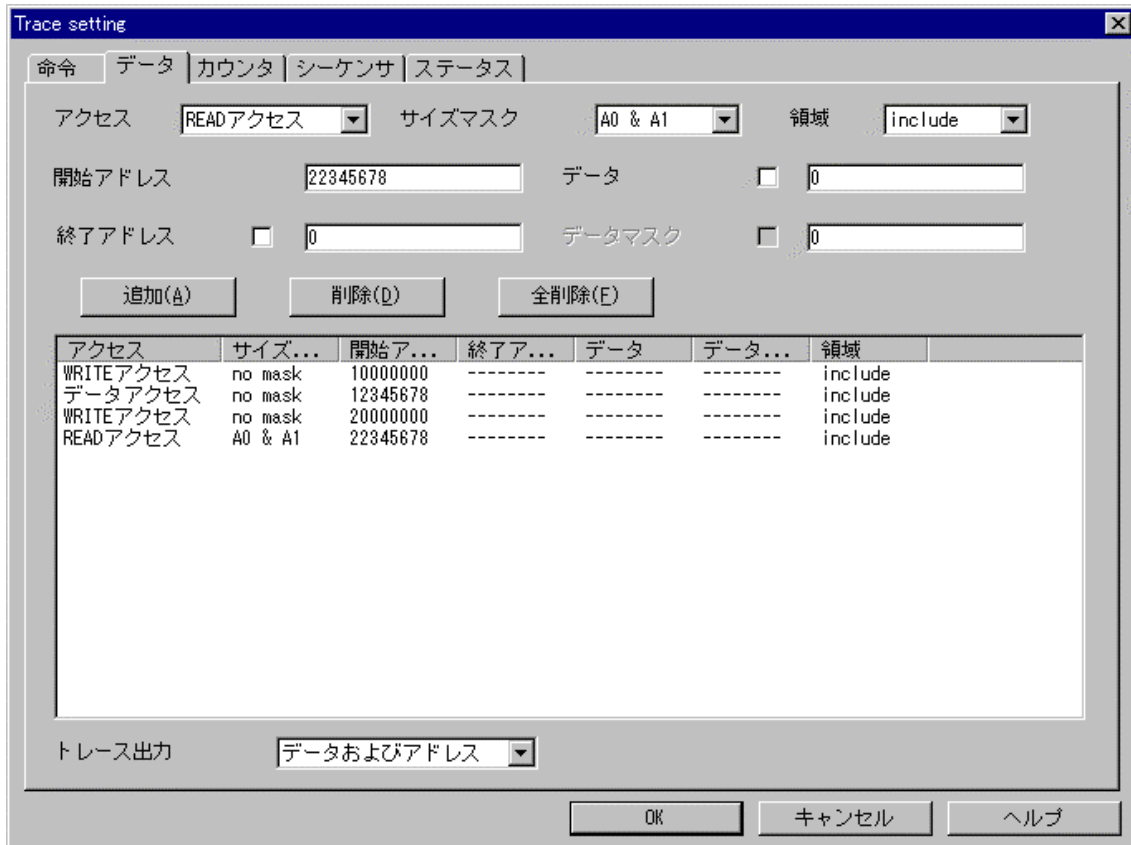 Trace setting
命令 データ カウンタ シーケンサ ステータス
アクセス READアクセス サイズマスク A0 & A1 領域 include
開始アドレス 22345678 データ 0
終了アドレス 0 データマスク 0
追加(A) 削除(D) 全削除(F)
アクセス サイズ... 開始ア... 終了ア... データ データ... 領域
WRITEアクセス no mask 10000000 -------- -------- -------- include
データアクセス no mask 12345678 -------- -------- -------- include
WRITEアクセス no mask 20000000 -------- -------- -------- include
READアクセス A0 & A1 22345678 -------- -------- -------- include
トレース出力 データおよびアドレス
OK キャンセル ヘルプ